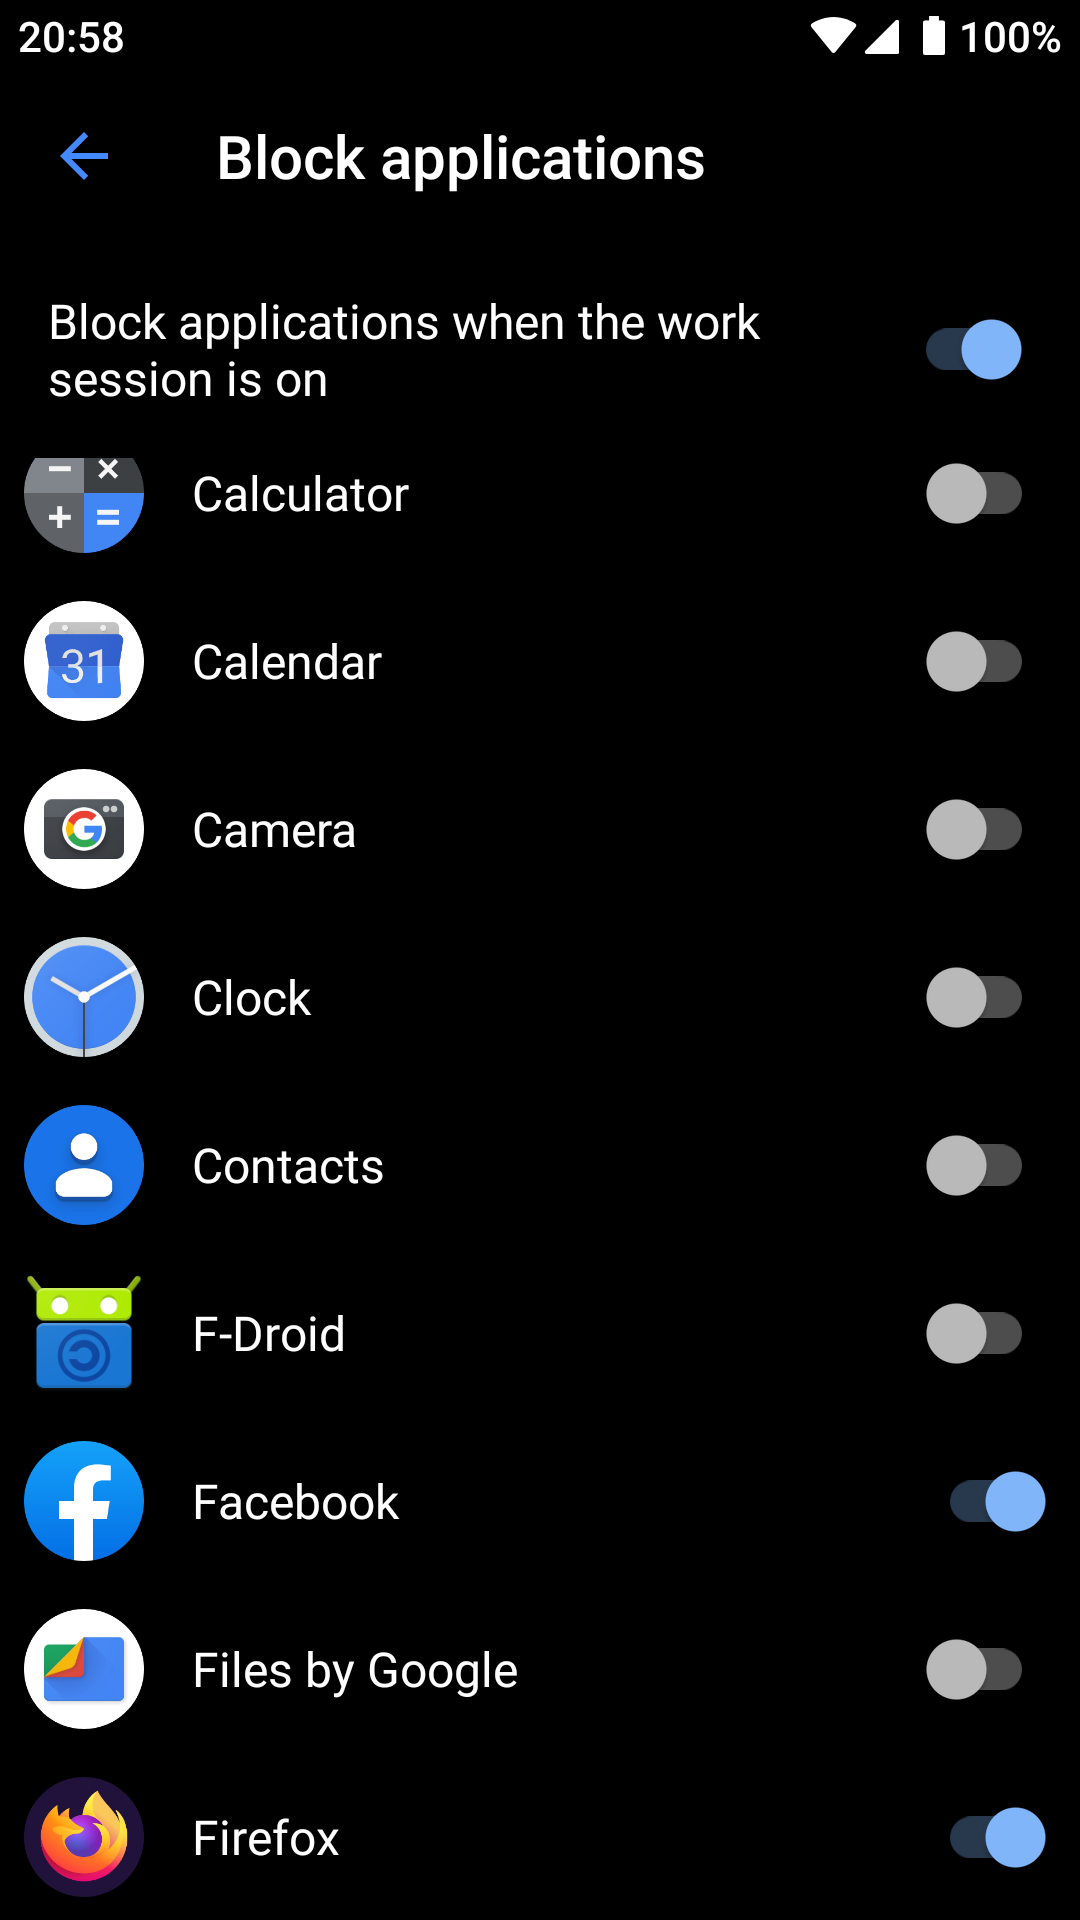 20:58 100%
Block applications
Block applications when the work
session is on
Calculator
31
Calendar
Camera
Clock
Contacts
F-Droid
Facebook
Files by Google
Firefox